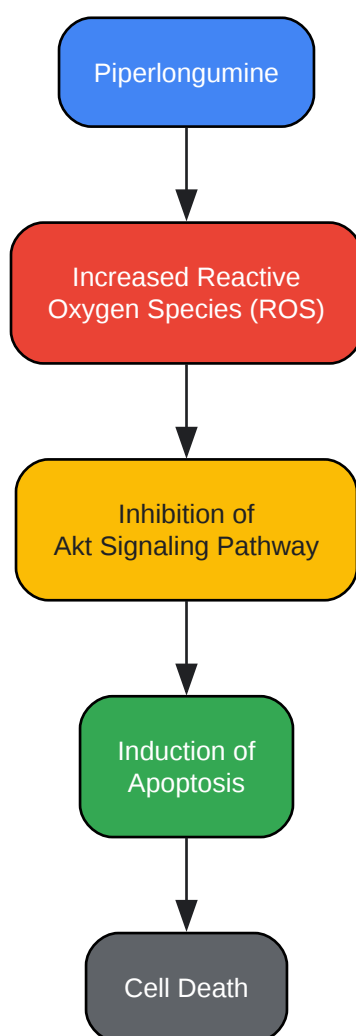 Piperlongumine
Increased Reactive
Oxygen Species (ROS)
Inhibition of
Akt Signaling Pathway
Induction of
Apoptosis
Cell Death